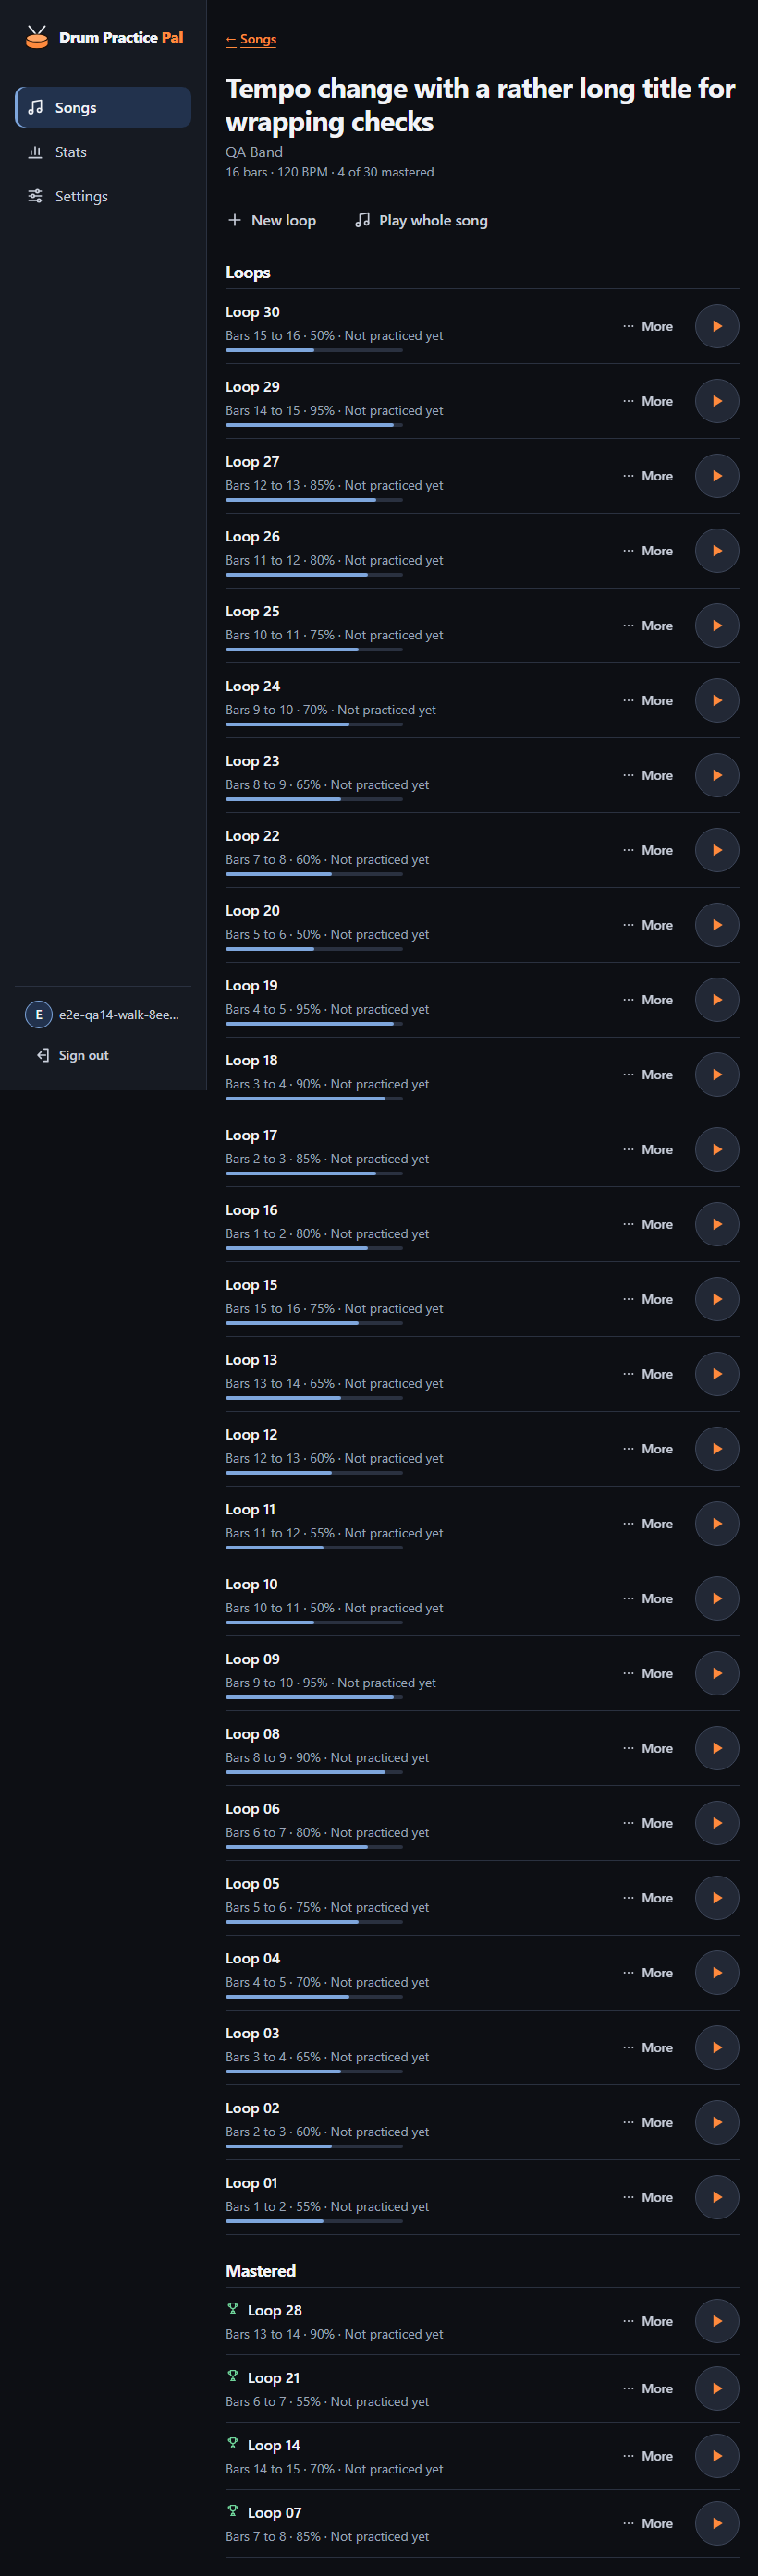 Drum Practice Pal
Songs
Stats
Settings
E
e2e-qa14-walk-8ee...
Sign out
← Songs
Tempo change with a rather long title for
wrapping checks
QA Band
16 bars · 120 BPM · 4 of 30 mastered
New loop
Play whole song
Loops
Loop 30
Bars 15 to 16 · 50% · Not practiced yet
More
Loop 29
Bars 14 to 15 · 95% · Not practiced yet
More
Loop 27
Bars 12 to 13 · 85% · Not practiced yet
More
Loop 26
Bars 11 to 12 · 80% · Not practiced yet
More
Loop 25
Bars 10 to 11 · 75% · Not practiced yet
More
Loop 24
Bars 9 to 10 · 70% · Not practiced yet
More
Loop 23
Bars 8 to 9 · 65% · Not practiced yet
More
Loop 22
Bars 7 to 8 · 60% · Not practiced yet
More
Loop 20
Bars 5 to 6 · 50% · Not practiced yet
More
Loop 19
Bars 4 to 5 · 95% · Not practiced yet
More
Loop 18
Bars 3 to 4 · 90% · Not practiced yet
More
Loop 17
Bars 2 to 3 · 85% · Not practiced yet
More
Loop 16
Bars 1 to 2 · 80% · Not practiced yet
More
Loop 15
Bars 15 to 16 · 75% · Not practiced yet
More
Loop 13
Bars 13 to 14 · 65% · Not practiced yet
More
Loop 12
Bars 12 to 13 · 60% · Not practiced yet
More
Loop 11
Bars 11 to 12 · 55% · Not practiced yet
More
Loop 10
Bars 10 to 11 · 50% · Not practiced yet
More
Loop 09
Bars 9 to 10 · 95% · Not practiced yet
More
Loop 08
Bars 8 to 9 · 90% · Not practiced yet
More
Loop 06
Bars 6 to 7 · 80% · Not practiced yet
More
Loop 05
Bars 5 to 6 · 75% · Not practiced yet
More
Loop 04
Bars 4 to 5 · 70% · Not practiced yet
More
Loop 03
Bars 3 to 4 · 65% · Not practiced yet
More
Loop 02
Bars 2 to 3 · 60% · Not practiced yet
More
Loop 01
Bars 1 to 2 · 55% · Not practiced yet
More
Mastered
Loop 28
Bars 13 to 14 · 90% · Not practiced yet
More
Loop 21
Bars 6 to 7 · 55% · Not practiced yet
More
Loop 14
Bars 14 to 15 · 70% · Not practiced yet
More
Loop 07
Bars 7 to 8 · 85% · Not practiced yet
More